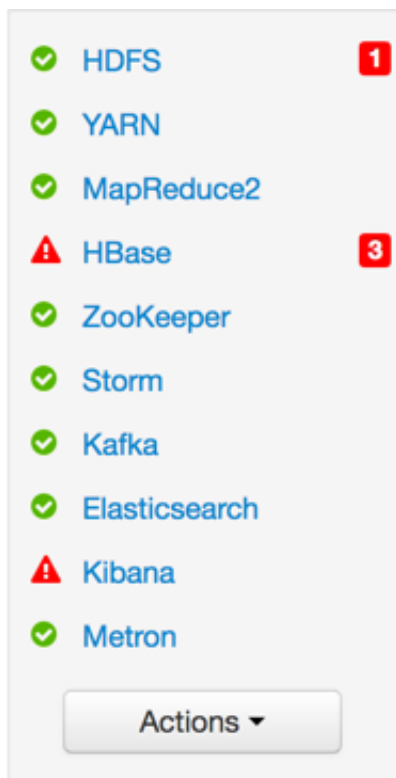 HDFS 1
YARN
MapReduce2
HBase 3
ZooKeeper
Storm
Kafka
Elasticsearch
Kibana
Metron
Actions